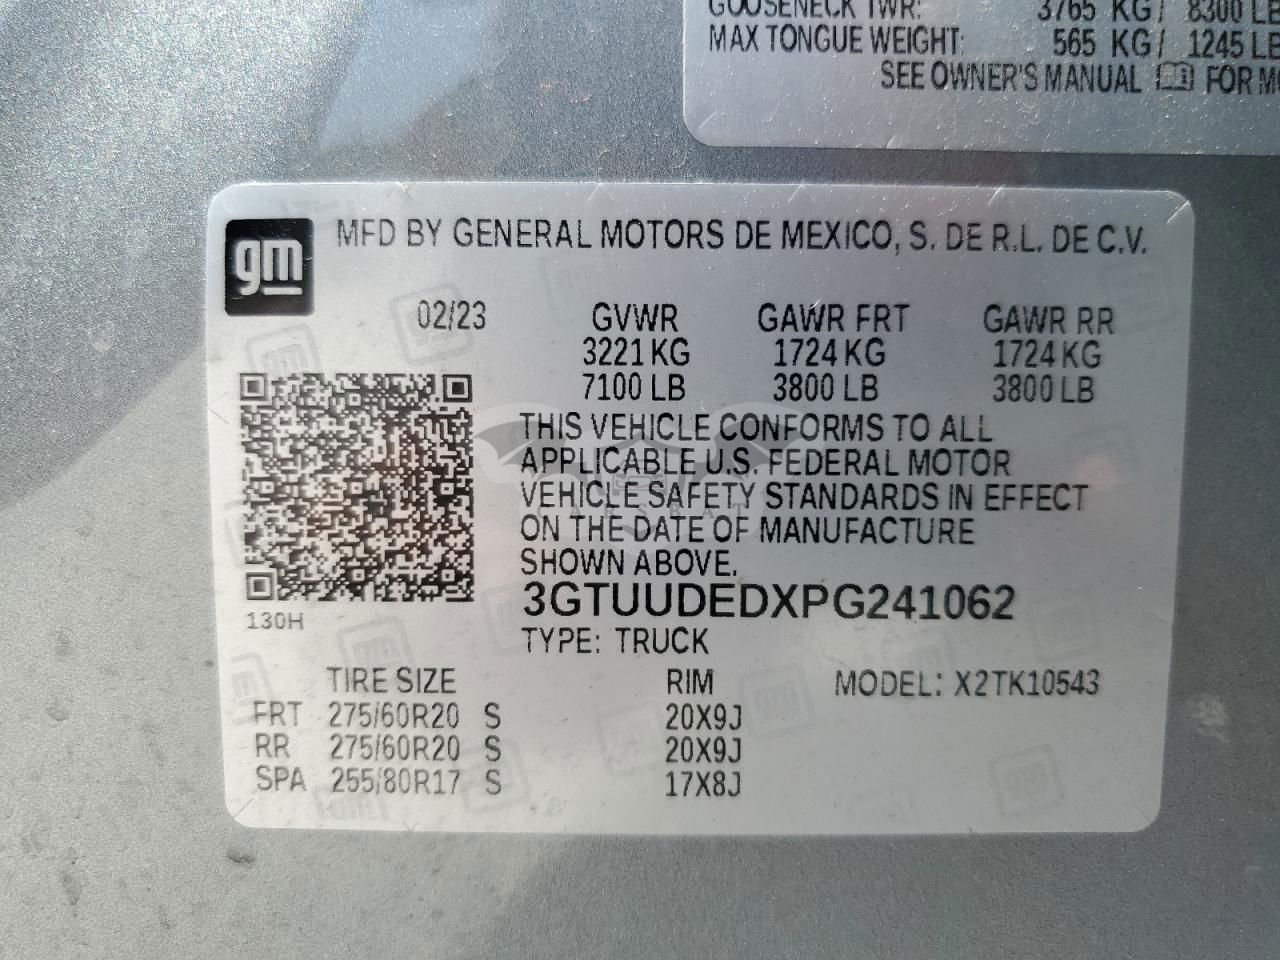 GOOSENECK TWR: 3765 KG/ 8300 LB
MAX TONGUE WEIGHT: 565 KG/ 1245 LB
SEE OWNER'S MANUAL FOR MO
gm
MFD BY GENERAL MOTORS DE MEXICO, S. DE R.L. DE C.V.
02/23 GVWR GAWR FRT GAWR RR
3221 KG 1724 KG 1724 KG
7100 LB 3800 LB 3800 LB
THIS VEHICLE CONFORMS TO ALL
APPLICABLE U.S. FEDERAL MOTOR
VEHICLE SAFETY STANDARDS IN EFFECT
ON THE DATE OF MANUFACTURE
SHOWN ABOVE.
3GTUUDEDXPG241062
130H
TYPE: TRUCK
TIRE SIZE RIM MODEL: X2TK10543
FRT 275/60R20 S 20X9J
RR 275/60R20 S 20X9J
SPA 255/80R17 S 17X8J